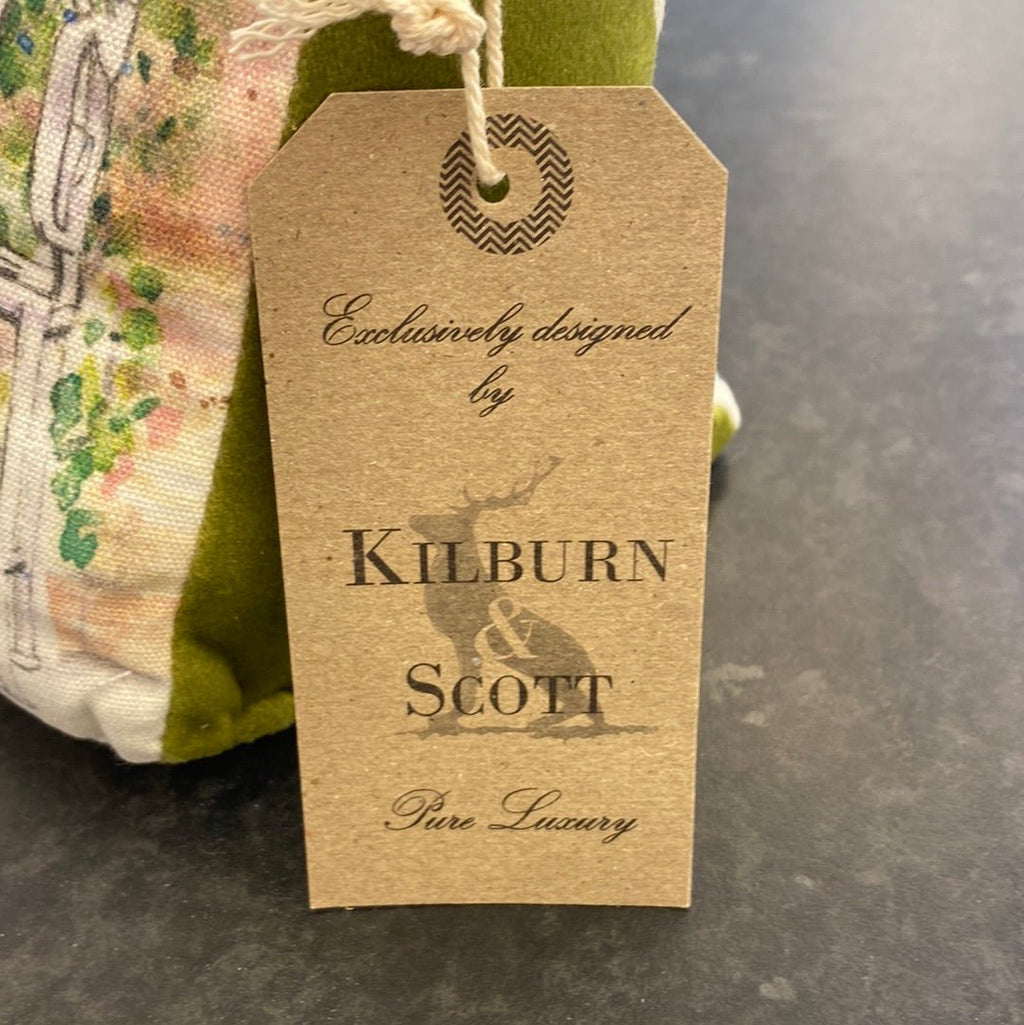 Exclusively designed
by
KILBURN
&
SCOTT
Pure Luxury